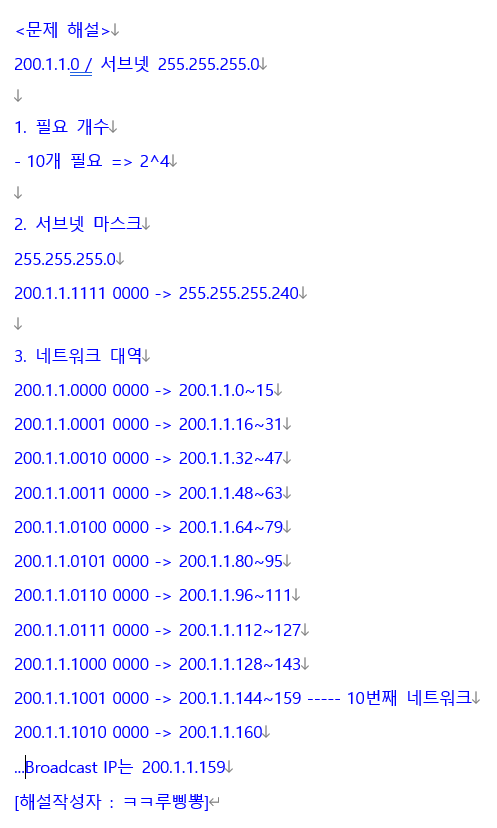 <문제 해설>↓
200.1.1.0 / 서브넷 255.255.255.0↓
↓
1. 필요 개수↓
- 10개 필요 => 2^4↓
↓
2. 서브넷 마스크↓
255.255.255.0↓
200.1.1.1111 0000 -> 255.255.255.240↓
↓
3. 네트워크 대역↓
200.1.1.0000 0000 -> 200.1.1.0~15↓
200.1.1.0001 0000 -> 200.1.1.16~31↓
200.1.1.0010 0000 -> 200.1.1.32~47↓
200.1.1.0011 0000 -> 200.1.1.48~63↓
200.1.1.0100 0000 -> 200.1.1.64~79↓
200.1.1.0101 0000 -> 200.1.1.80~95↓
200.1.1.0110 0000 -> 200.1.1.96~111↓
200.1.1.0111 0000 -> 200.1.1.112~127↓
200.1.1.1000 0000 -> 200.1.1.128~143↓
200.1.1.1001 0000 -> 200.1.1.144~159 ----- 10번째 네트워크↓
200.1.1.1010 0000 -> 200.1.1.160↓
...Broadcast IP는 200.1.1.159↓
[해설작성자 : ㅋㅋ루삥뽕]↵